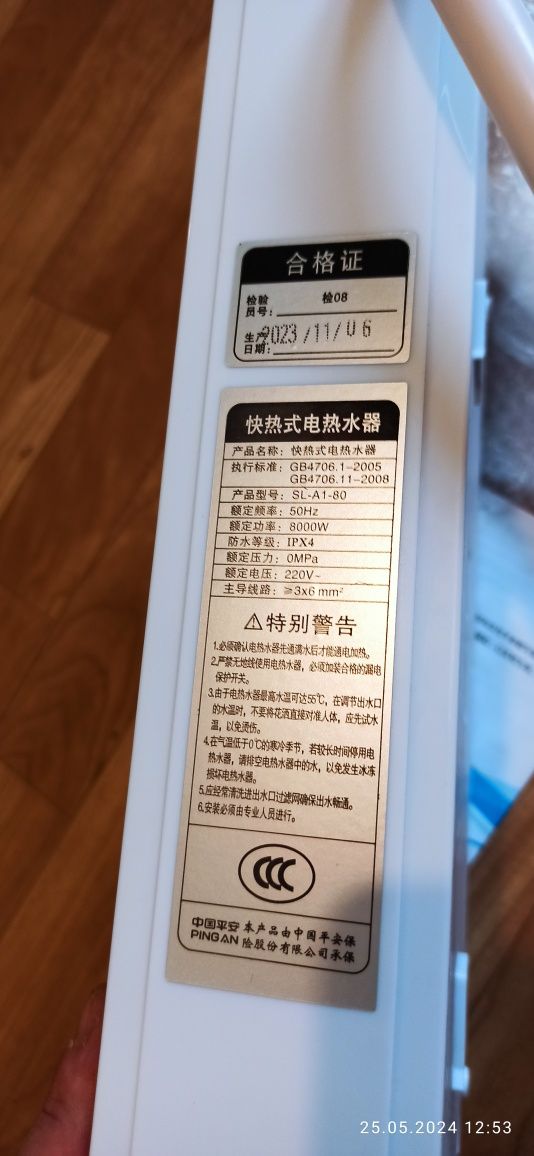 合格证
检验员号： 检08
生产日期： 2023/11/06
快热式电热水器
产品名称： 快热式电热水器
执行标准： GB4706.1-2005
GB4706.11-2008
产品型号： SL-A1-80
额定频率： 50Hz
额定功率： 8000W
防水等级： IPX4
额定压力： 0MPa
额定电压： 220V~
主导线路： ≥3x6mm²
⚠特别警告
1.必须确认电热水器先通满水后才能通电加热。
2.严禁无地线使用电热水器，必须加装合格的漏电
保护开关。
3.由于电热水器最高水温可达55℃，在调节出水口
的水温时，不要将花洒直接对准人体，应先试水
温，以免烫伤。
4.在气温低于0℃的寒冷季节，若较长时间停用电
热水器，请排空电热水器中的水，以免发生冰冻
损坏电热水器。
5.应经常清洗进出水口过滤网确保出水畅通。
6.安装必须由专业人员进行。
CCC
中国平安 本产品由中国平安保
PINGAN 险股份有限公司承保
25.05.2024 12:53